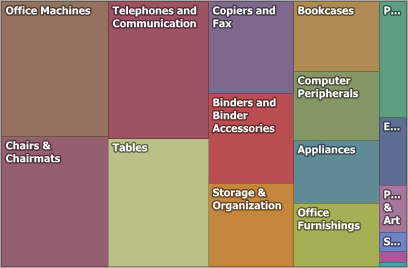 Office Machines
Chairs &
Chairmats
Telephones and
Communication
Tables
Copiers and
Fax
Binders and
Binder
Accessories
Storage &
Organization
Bookcases
Computer
Peripherals
Appliances
Office
Furnishings
P...
E...
P...
&
Art
S...